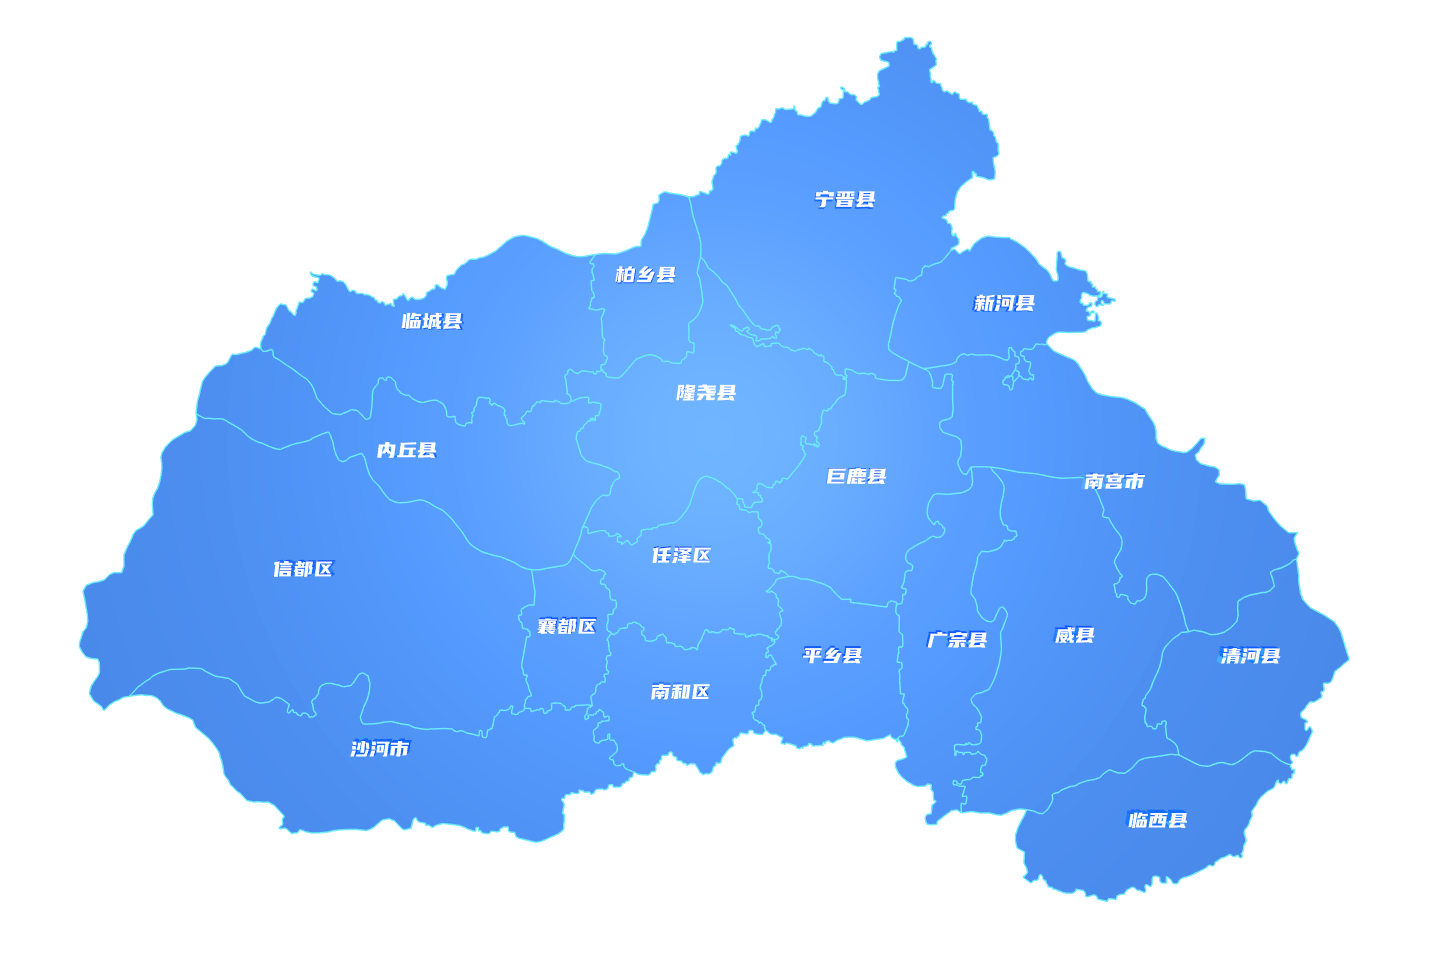 宁晋县
柏乡县
新河县
临城县
隆尧县
内丘县
巨鹿县
南宫市
任泽区
信都区
襄都区
威县
广宗县
平乡县
清河县
南和区
沙河市
临西县